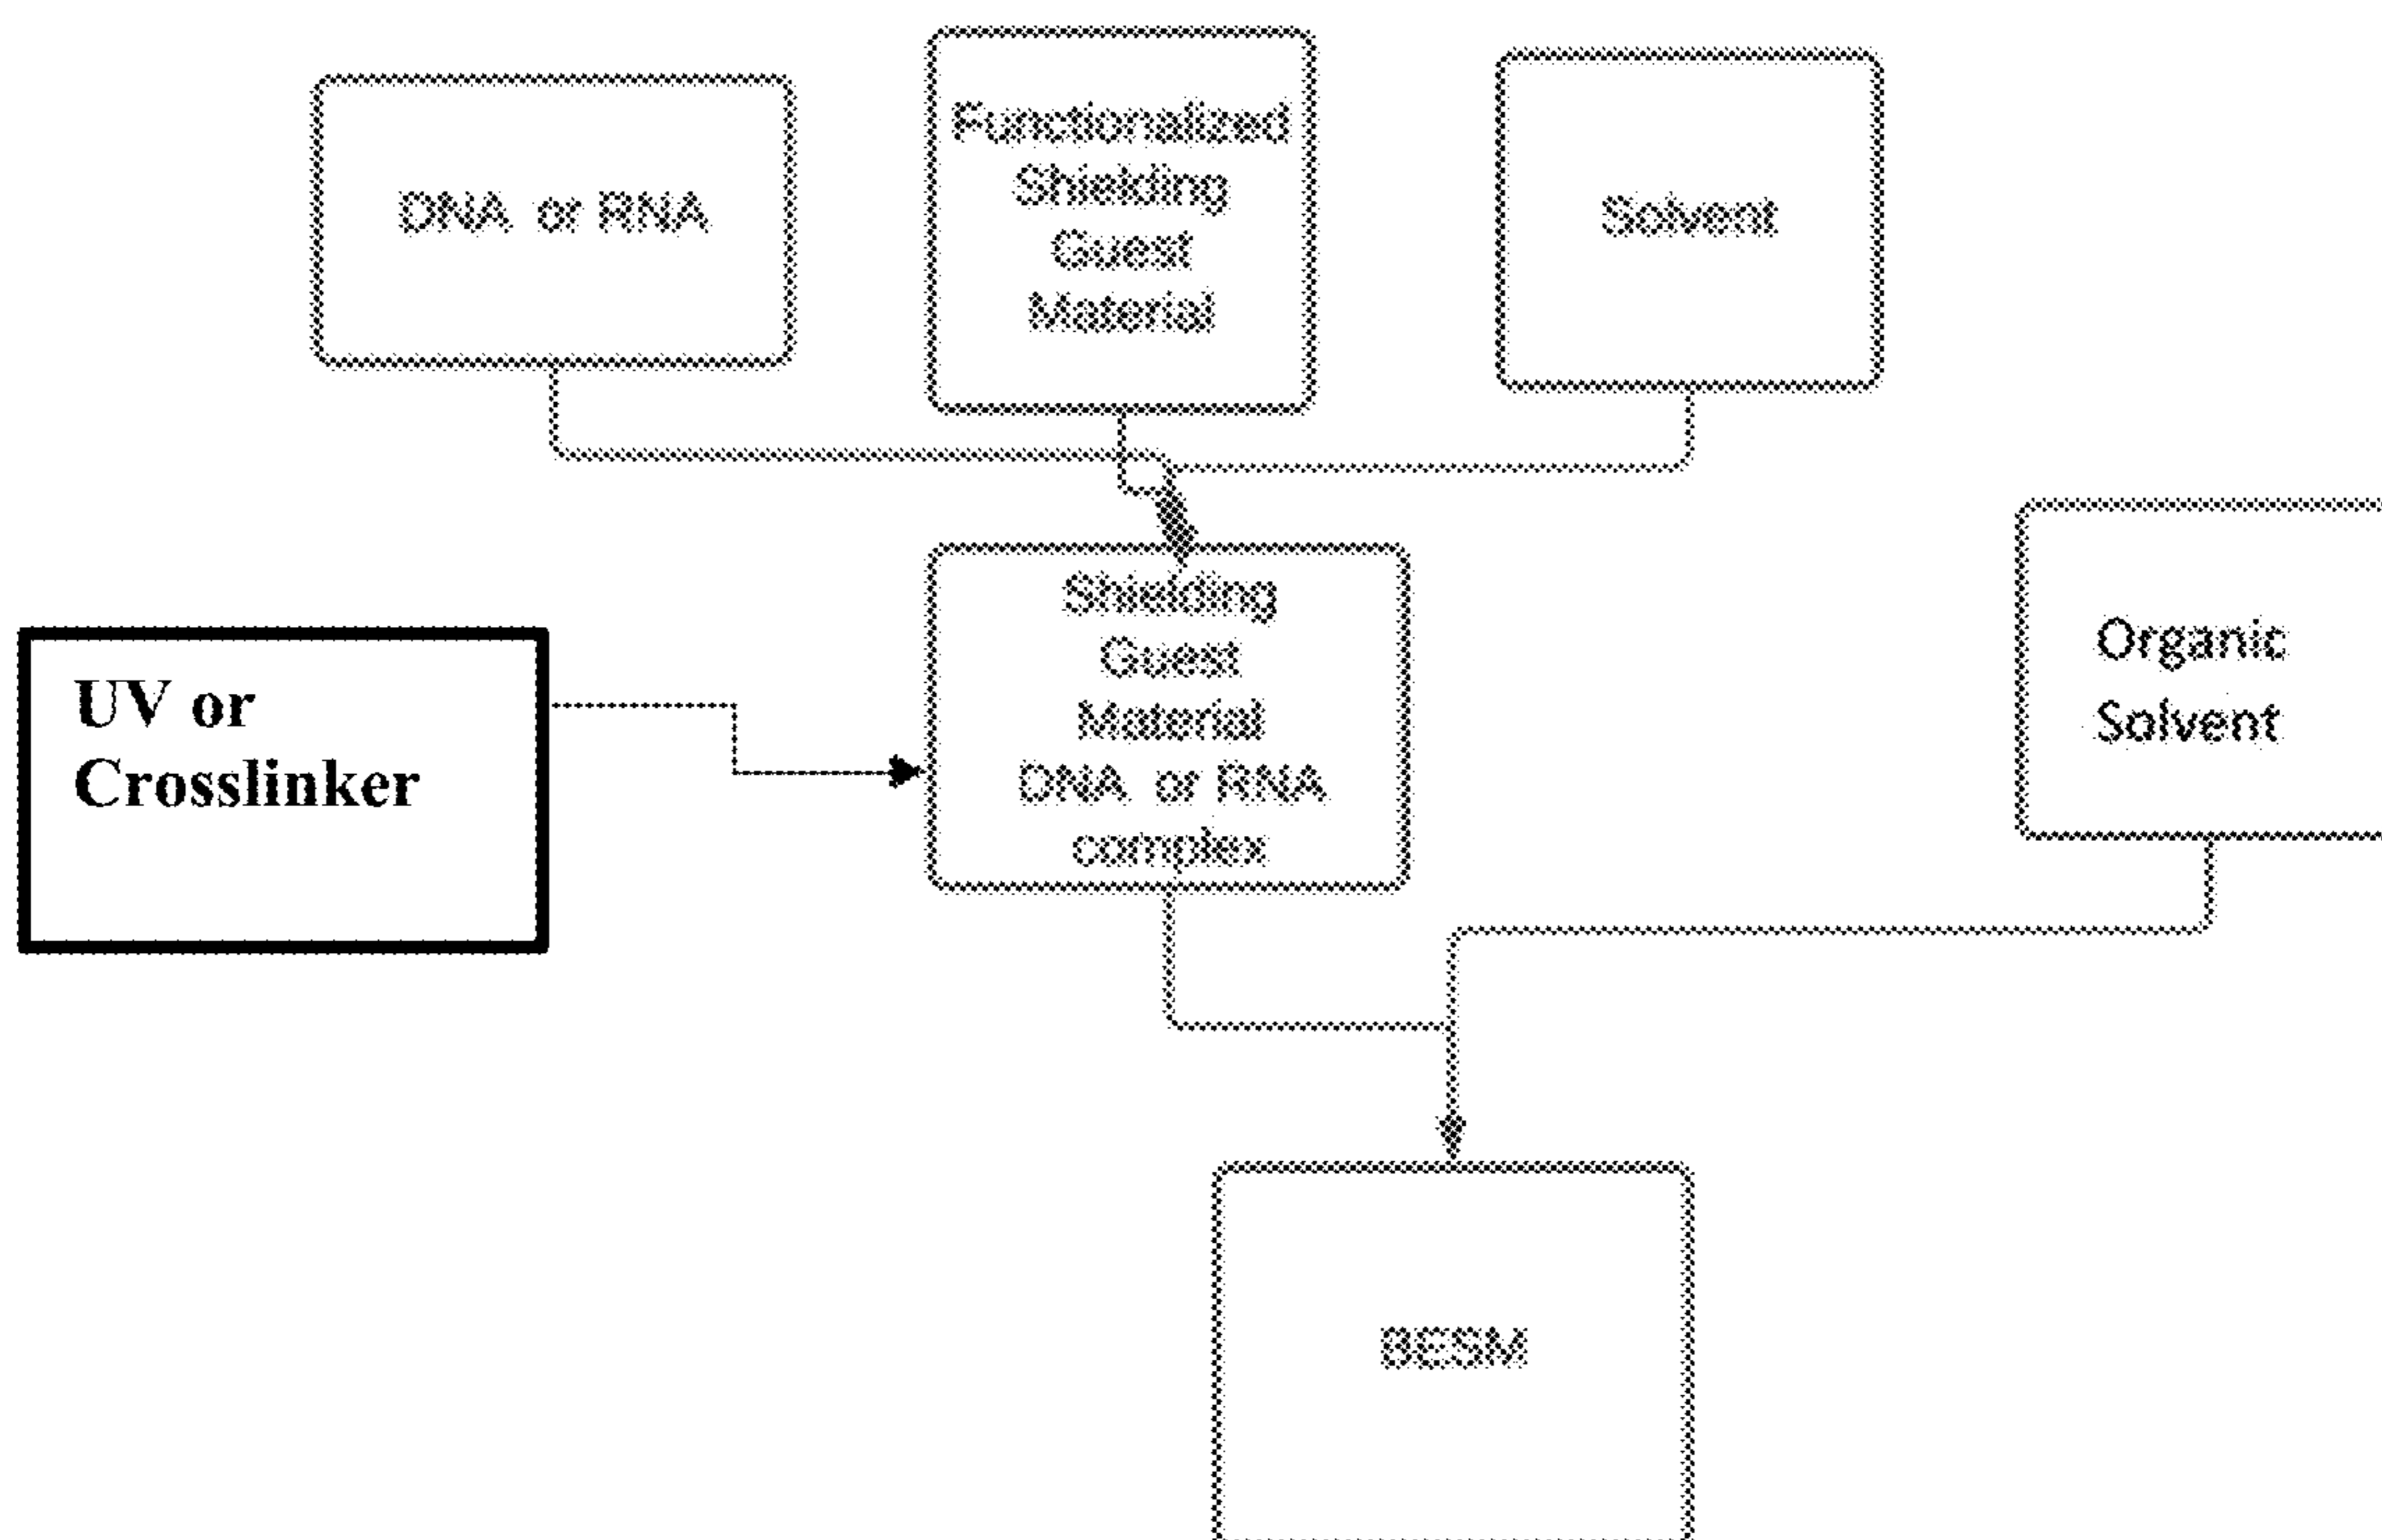 DNA or RNA
Functionalized
Shielding
Guest
Material
Solvent
UV or
Crosslinker
Shielding
Guest
Material
DNA or RNA
complex
Organic
Solvent
BESM